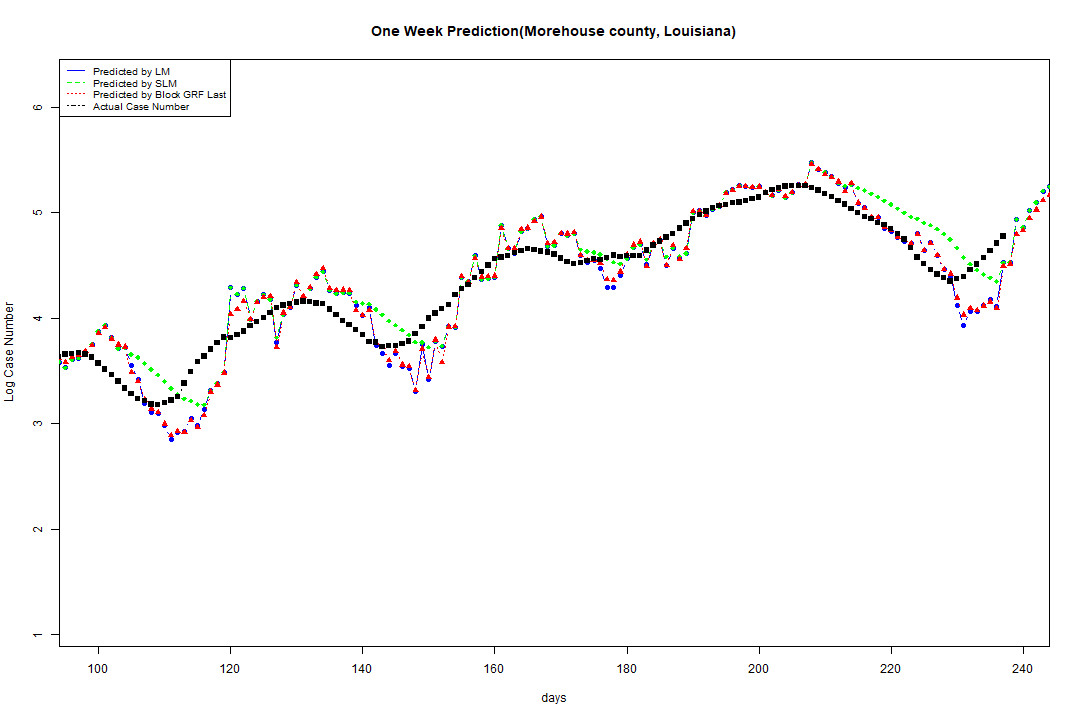 One Week Prediction(Morehouse county, Louisiana)
Predicted by LM
Predicted by SLM
Predicted by Block GRF Last
Actual Case Number
6
5
4
3
2
1
Log Case Number
100 120 140 160 180 200 220 240
days